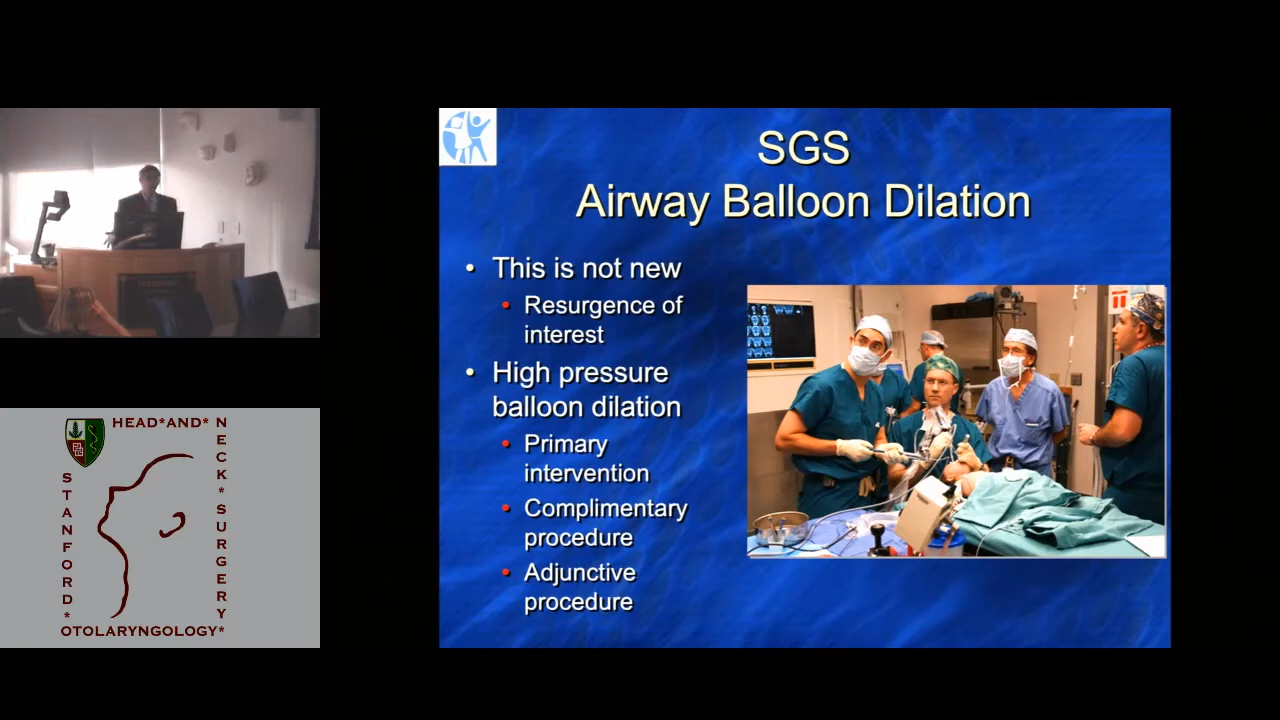 SGS
Airway Balloon Dilation
• This is not new
• Resurgence of
interest
• High pressure
balloon dilation
• Primary
intervention
• Complimentary
procedure
• Adjunctive
procedure
HEAD*AND*
NECK*SURGERY*
STANFORD*
OTOLARYNGOLOGY*